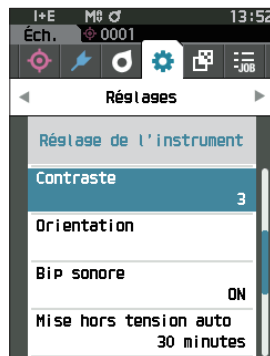 I+E M0 ♂ 13:52
Éch. 0001
JOB
Réglages
Réglage de l'instrument
Contraste
3
Orientation
Bip sonore
ON
Mise hors tension auto
30 minutes